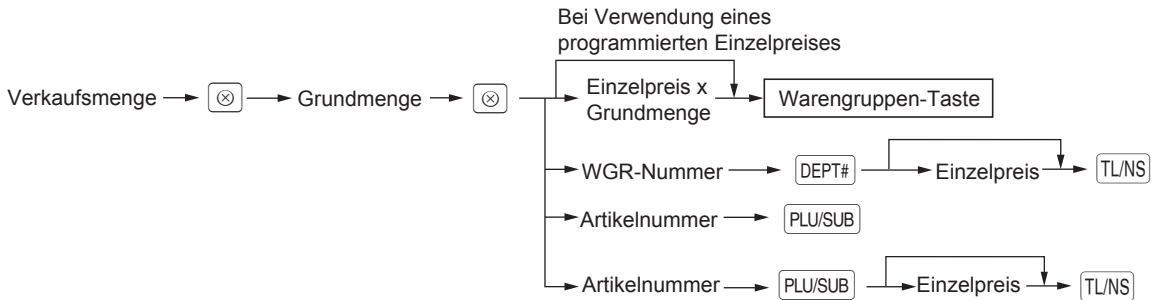 Bei Verwendung eines
programmierten Einzelpreises
Verkaufsmenge ⊗ Grundmenge ⊗ Einzelpreis x
Grundmenge Warengruppen-Taste
WGR-Nummer DEPT# Einzelpreis TL/NS
Artikelnummer PLU/SUB
Artikelnummer PLU/SUB Einzelpreis TL/NS